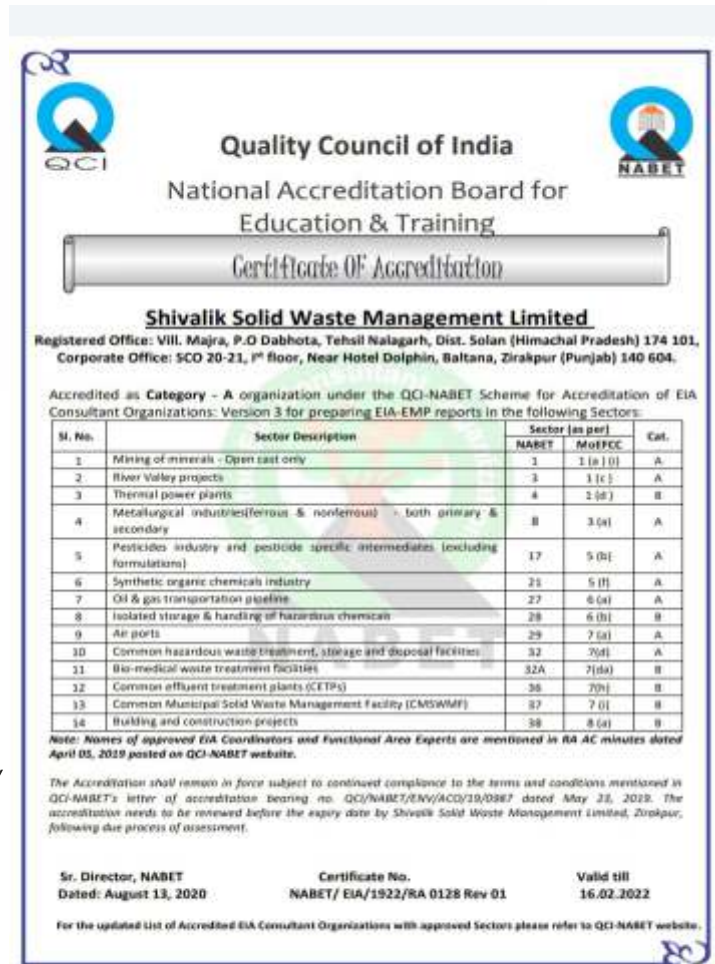 QCI
NABET
Quality Council of India
National Accreditation Board for
Education & Training
Certificate OF Accreditation
Shivalik Solid Waste Management Limited
Registered Office: Vill. Majra, P.O Dabhota, Tehsil Nalagarh, Dist. Solan (Himachal Pradesh) 174 101,
Corporate Office: SCO 20-21, Iˢᵗ floor, Near Hotel Dolphin, Baltana, Zirakpur (Punjab) 140 604.
Accredited as Category - A organization under the QCI-NABET Scheme for Accreditation of EIA
Consultant Organizations: Version 3 for preparing EIA-EMP reports in the following Sectors:
Sl. No. Sector Description Sector (as per) Cat.
NABET MoEFCC
1 Mining of minerals - Open cast only 1 1 (a ) (i) A
2 River Valley projects 3 1 (c ) A
3 Thermal power plants 4 1 (d ) B
4 Metallurgical industries(ferrous & nonferrous) - both primary &
secondary 8 3 (a) A
5 Pesticides industry and pesticide specific intermediates (excluding
formulations) 17 5 (b) A
6 Synthetic organic chemicals industry 21 5 (f) A
7 Oil & gas transportation pipeline 27 6 (a) A
8 Isolated storage & handling of hazardous chemicals 28 6 (b) B
9 Air ports 29 7 (a) A
10 Common hazardous waste treatment, storage and disposal facilities 32 7(d) A
11 Bio-medical waste treatment facilities 32A 7(da) B
12 Common effluent treatment plants (CETPs) 36 7(h) B
13 Common Municipal Solid Waste Management Facility (CMSWMF) 37 7 (i) B
14 Building and construction projects 38 8 (a) B
NABET
Note: Names of approved EIA Coordinators and Functional Area Experts are mentioned in RA AC minutes dated
April 05, 2019 posted on QCI-NABET website.
The Accreditation shall remain in force subject to continued compliance to the terms and conditions mentioned in
QCI-NABET's letter of accreditation bearing no. QCI/NABET/ENV/ACO/19/0987 dated May 23, 2019. The
accreditation needs to be renewed before the expiry date by Shivalik Solid Waste Management Limited, Zirakpur,
following due process of assessment.
Sr. Director, NABET Certificate No. Valid till
Dated: August 13, 2020 NABET/ EIA/1922/RA 0128 Rev 01 16.02.2022
For the updated List of Accredited EIA Consultant Organizations with approved Sectors please refer to QCI-NABET website.